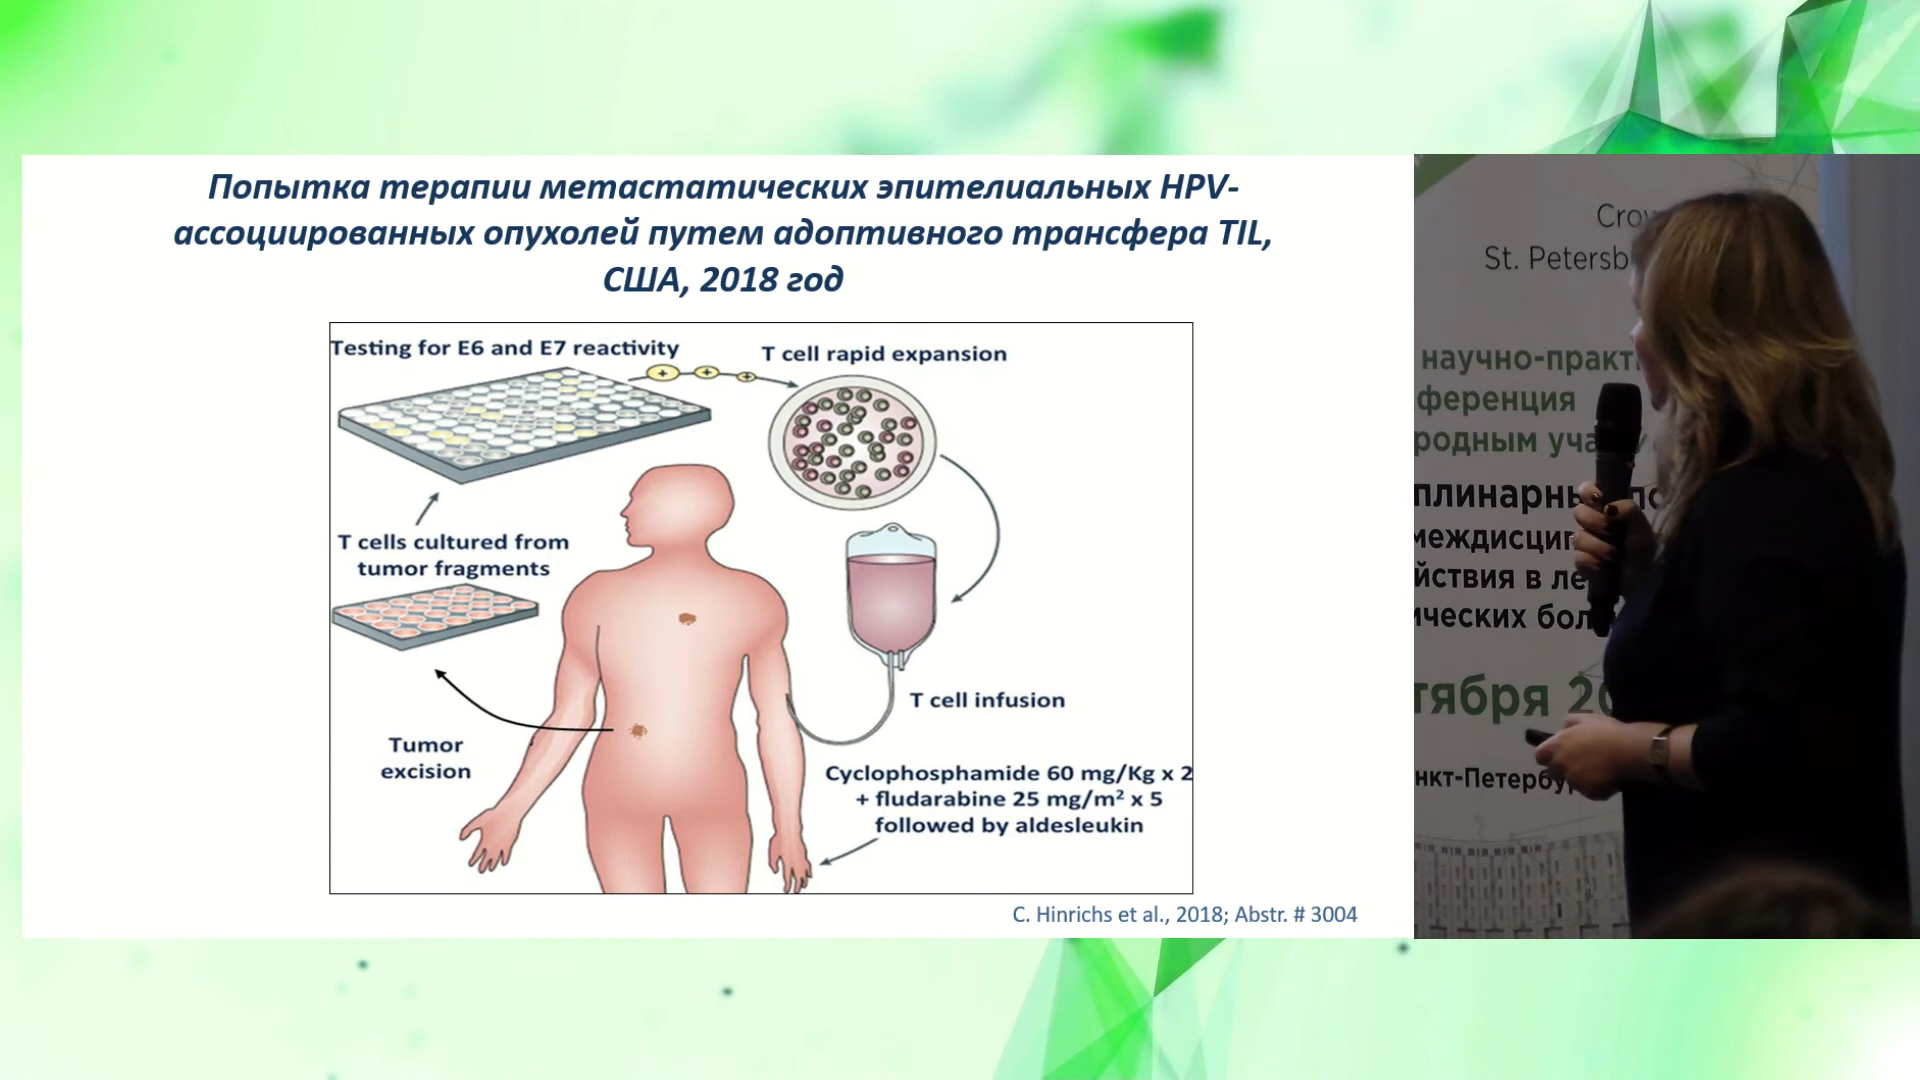 Попытка терапии метастатических эпителиальных HPV-
ассоциированных опухолей путем адоптивного трансфера TIL,
США, 2018 год
Testing for E6 and E7 reactivity
T cell rapid expansion
T cells cultured from
tumor fragments
Tumor
excision
T cell infusion
Cyclophosphamide 60 mg/Kg x 2
+ fludarabine 25 mg/m² x 5
followed by aldesleukin
C. Hinrichs et al., 2018; Abstr. # 3004
St. Petersb
научно-практ
ференция
родным уча
плинарн
междисцип
йствия в ле
ических бол
тября 20
нкт-Петербу